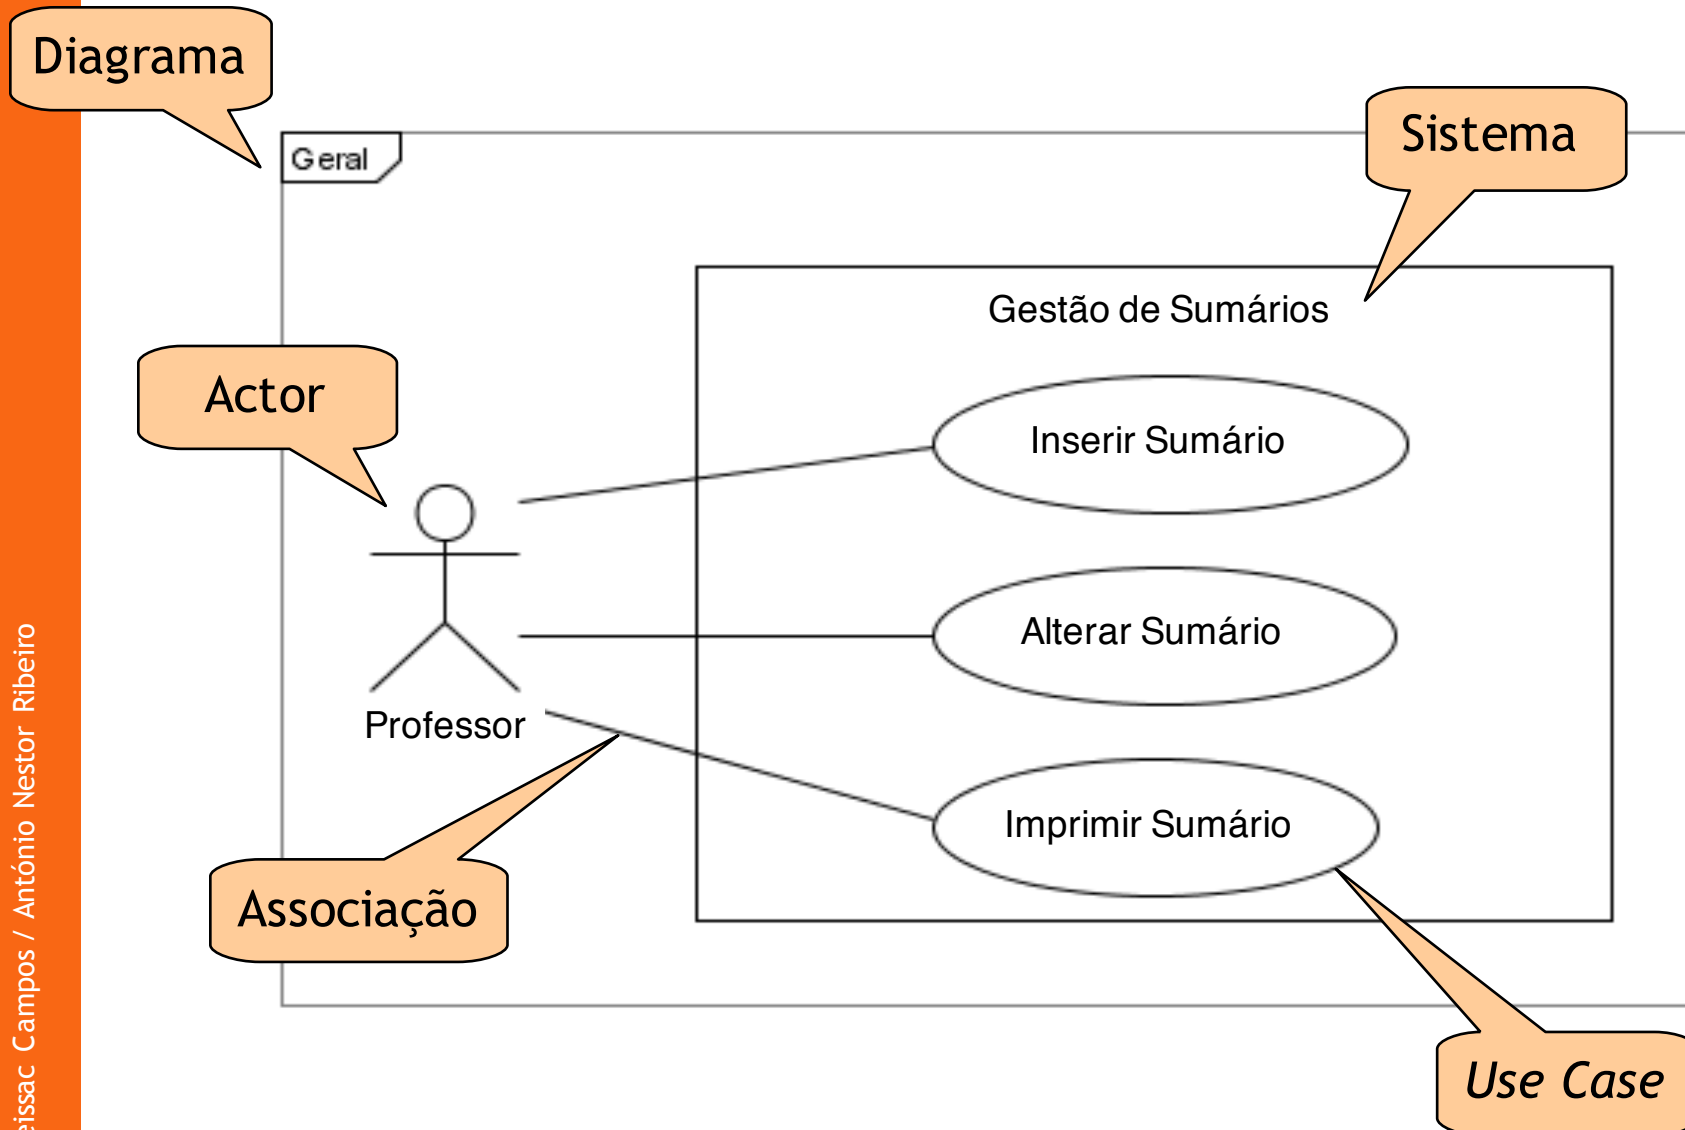 Diagrama
Sistema
Geral
Gestão de Sumários
Actor
Inserir Sumário
Alterar Sumário
Professor
Imprimir Sumário
Associação
Use Case
Campos / António Nestor Ribeiro